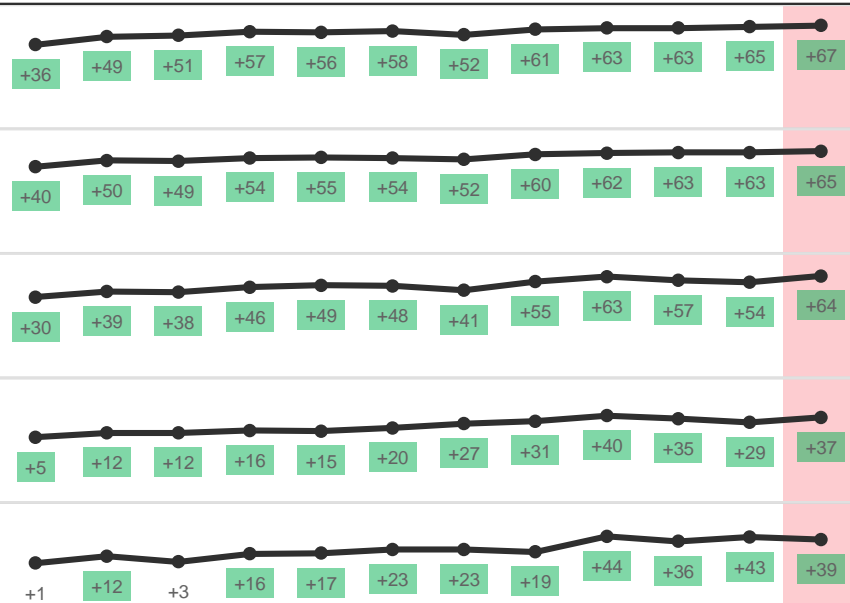 +36 +49 +51 +57 +56 +58 +52 +61 +63 +63 +65 +67
+40 +50 +49 +54 +55 +54 +52 +60 +62 +63 +63 +65
+30 +39 +38 +46 +49 +48 +41 +55 +63 +57 +54 +64
+5 +12 +12 +16 +15 +20 +27 +31 +40 +35 +29 +37
+1 +12 +3 +16 +17 +23 +23 +19 +44 +36 +43 +39